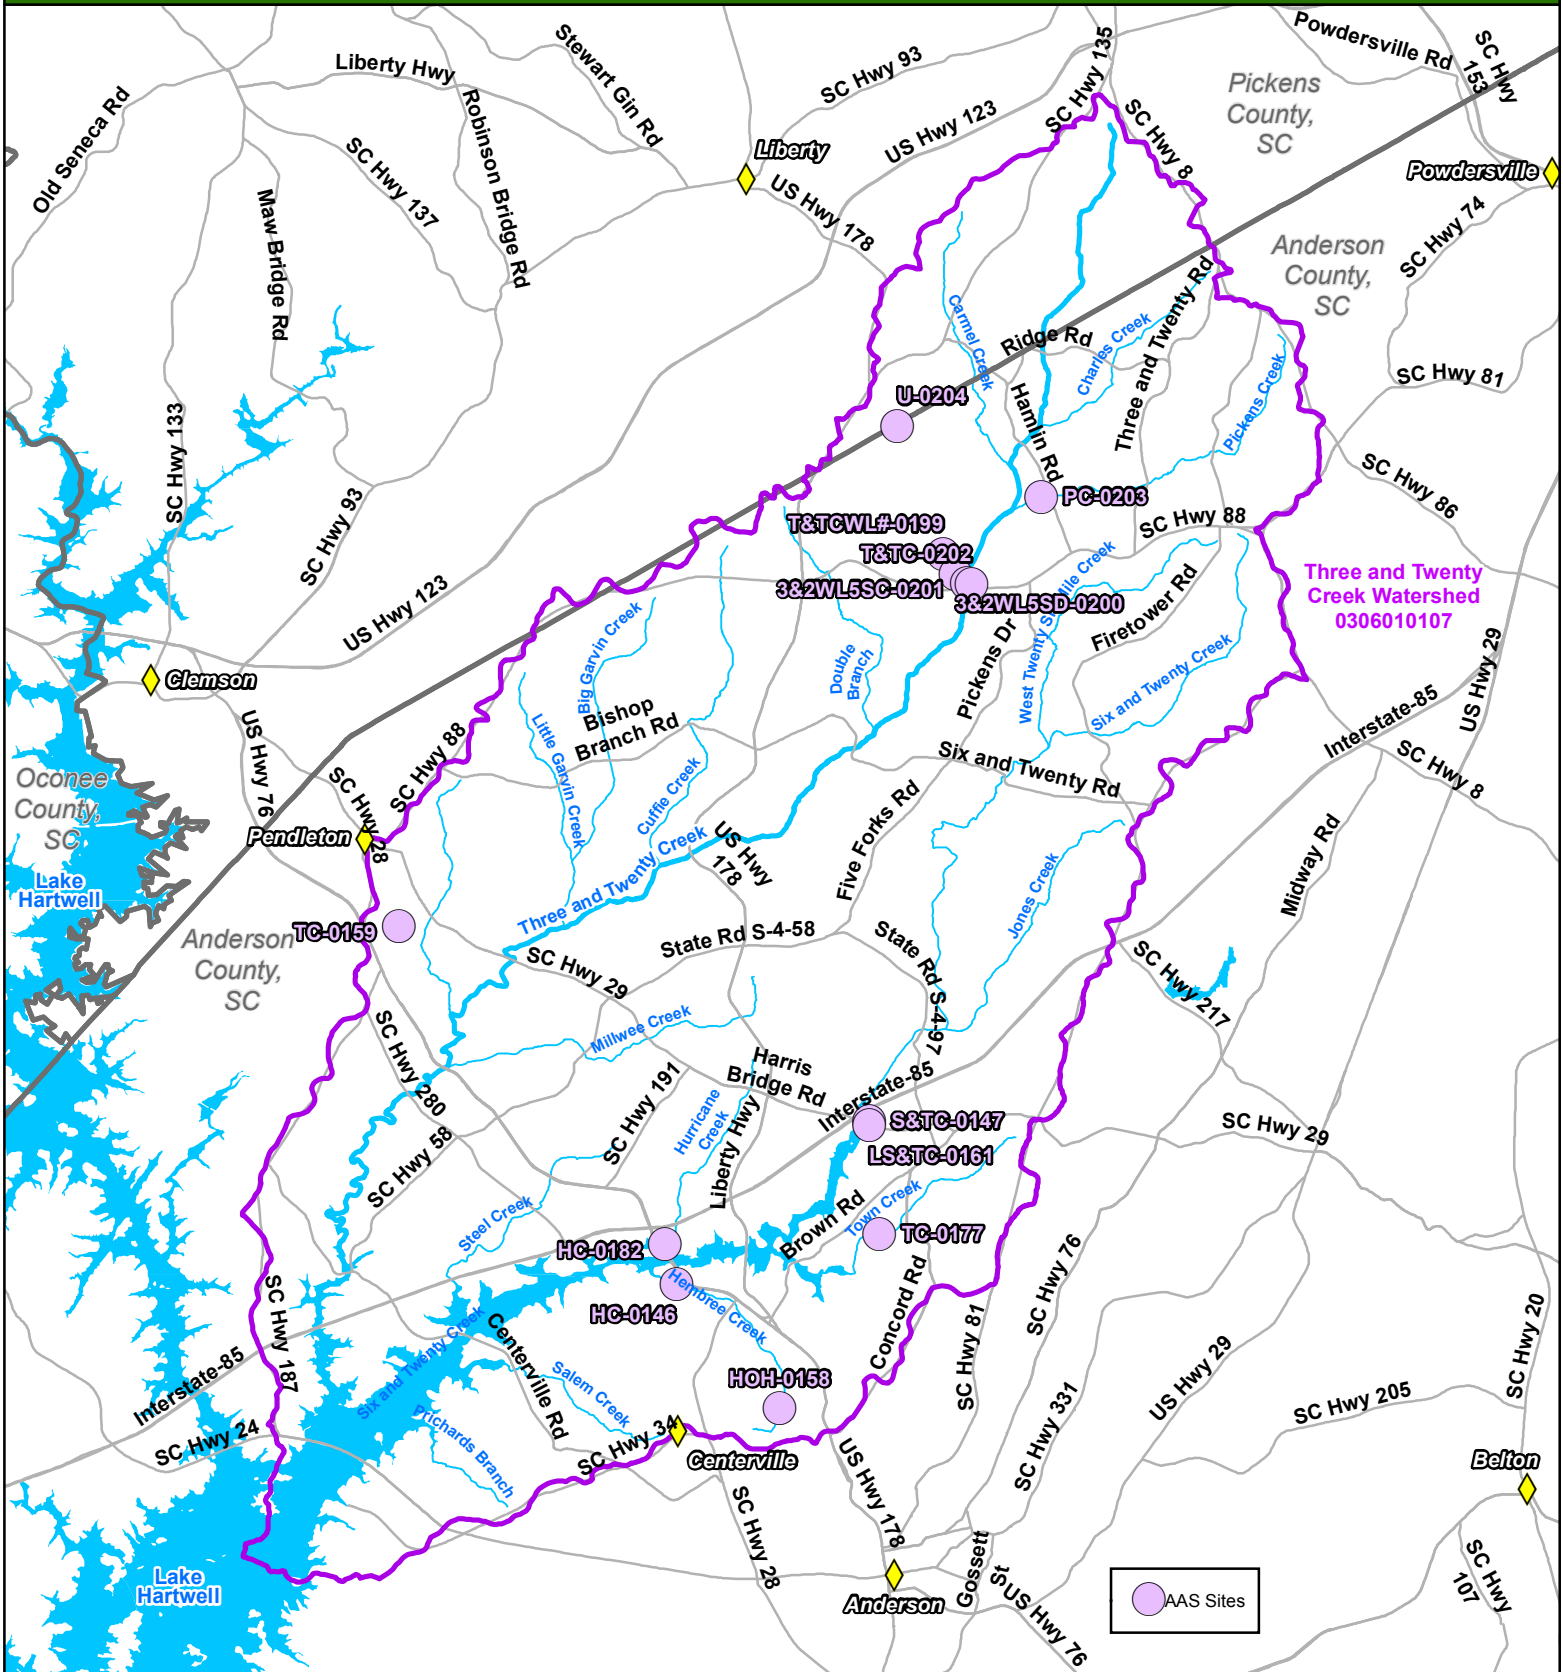 Liberty Hwy
Stewart Gin Rd
SC Hwy 93
SC Hwy 135
Powdersville Rd
SC Hwy
153
Pickens
County,
SC
Old Seneca Rd
Robinson Bridge Rd
US Hwy 123
SC Hwy 8
SC Hwy 137
Liberty
Powdersville
Maw Bridge Rd
US Hwy 178
SC Hwy 74
Anderson
County,
SC
Carmel Creek
Ridge Rd
Charles Creek
Three and Twenty Rd
SC Hwy 81
U-0204
Hamlin Rd
Pickens Creek
SC Hwy 133
SC Hwy 86
PC-0203
SC Hwy 93
T&TCWL#-0199
SC Hwy 88
T&TC-0202
3&2WL5SC-0201
3&2WL5SD-0200
US Hwy 123
Three and Twenty
Creek Watershed
0306010107
Big Garvin Creek
Firetower Rd
Double
Branch
Pickens Dr
West Twenty Six Mile Creek
Six and Twenty Creek
US Hwy 29
Clemson
Little Garvin Creek
Bishop
Branch Rd
US Hwy 76
SC Hwy 88
Interstate-85
SC Hwy 8
Six and Twenty Rd
Oconee
County,
SC
SC Hwy
28
Cuffie Creek
Five Forks Rd
Pendleton
US Hwy
178
Midway Rd
Lake
Hartwell
Three and Twenty Creek
Jones Creek
TC-0159
Anderson
County,
SC
State Rd S-4-58
SC Hwy 29
State Rd S-4-97
SC Hwy 217
Millwee Creek
SC Hwy 280
Harris
Bridge Rd
Interstate-85
SC Hwy 191
Hurricane
Creek
Liberty Hwy
S&TC-0147
LS&TC-0161
SC Hwy 29
SC Hwy 58
Steel Creek
Brown Rd
Town Creek
TC-0177
HC-0182
SC Hwy 76
Hembree Creek
HC-0146
Concord Rd
SC Hwy 187
Six and Twenty Creek
Centerville Rd
SC Hwy 81
SC Hwy 20
Interstate-85
Salem Creek
HOH-0158
US Hwy 29
SC Hwy 331
SC Hwy 205
SC Hwy 24
Prichards Branch
SC Hwy 34
Centerville
US Hwy 178
Belton
SC Hwy 28
Lake
Hartwell
Anderson
Gossett
St
US Hwy 76
SC Hwy
107
AAS Sites